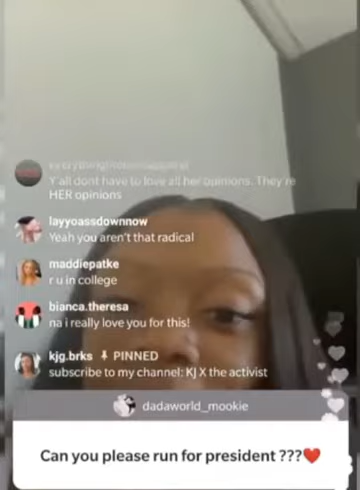 Y'all dont have to love all her opinions. They're
HER opinions
layyoassdownnow
Yeah you aren't that radical
maddiepatke
r u in college
bianca.theresa
na i really love you for this!
kjg.brks PINNED
subscribe to my channel: KJ X the activist
dadaworld_mookie
Can you please run for president ???❤️